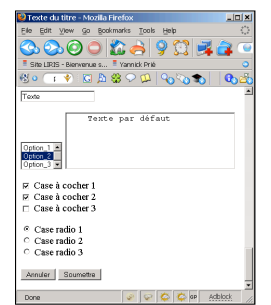 Texte du titre - Mozilla Firefox
File Edit View Go Bookmarks Tools Help
Site LIRIS - Bienvenue s... Yannick Prié
Texte
Texte par défaut
Option_1
Option_2
Option_3
Case à cocher 1
Case à cocher 2
Case à cocher 3
Case radio 1
Case radio 2
Case radio 3
Annuler Soumettre
Done GP Adblock